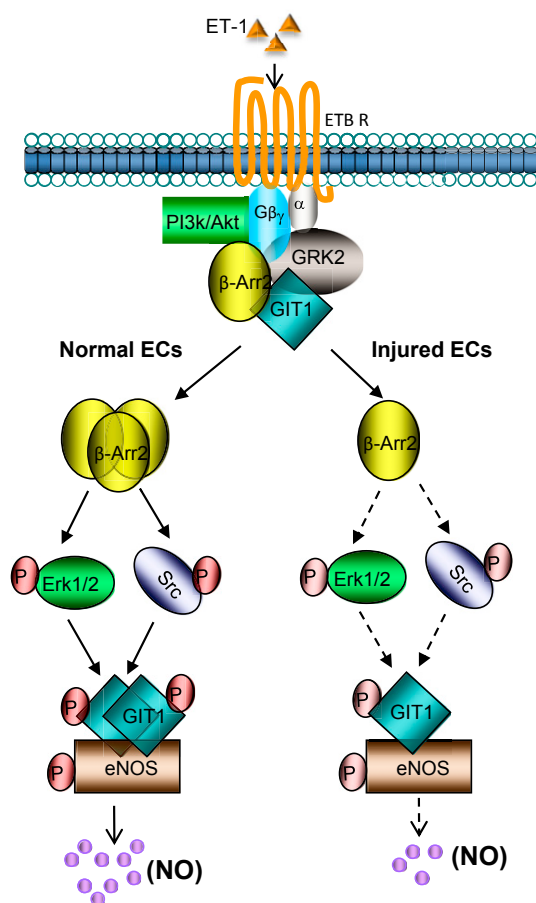 ET-1
ETB R
PI3k/Akt
Gβγ
α
GRK2
β-Arr2
GIT1
Normal ECs
Injured ECs
β-Arr2
β-Arr2
P
Erk1/2
Src
P
P
Erk1/2
Src
P
P
GIT1
P
P
GIT1
P
eNOS
P
eNOS
(NO)
(NO)